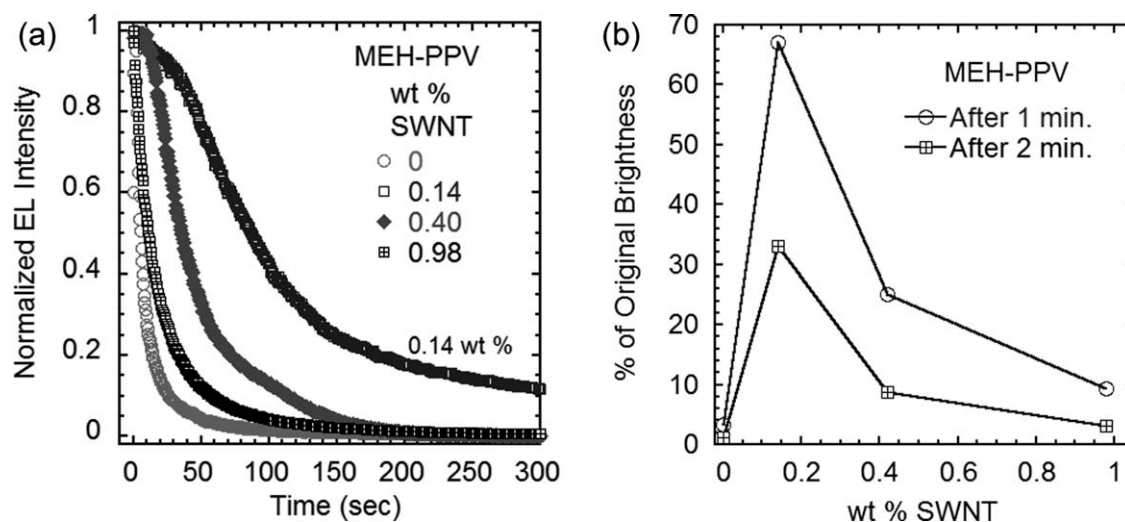 (a)
Normalized EL Intensity
1
0.8
0.6
0.4
0.2
0
MEH-PPV
wt %
SWNT
0
0.14
0.40
0.98
0.14 wt %
0 50 100 150 200 250 300
Time (sec)
(b)
% of Original Brightness
70
60
50
40
30
20
10
0
MEH-PPV
After 1 min.
After 2 min.
0 0.2 0.4 0.6 0.8 1
wt % SWNT